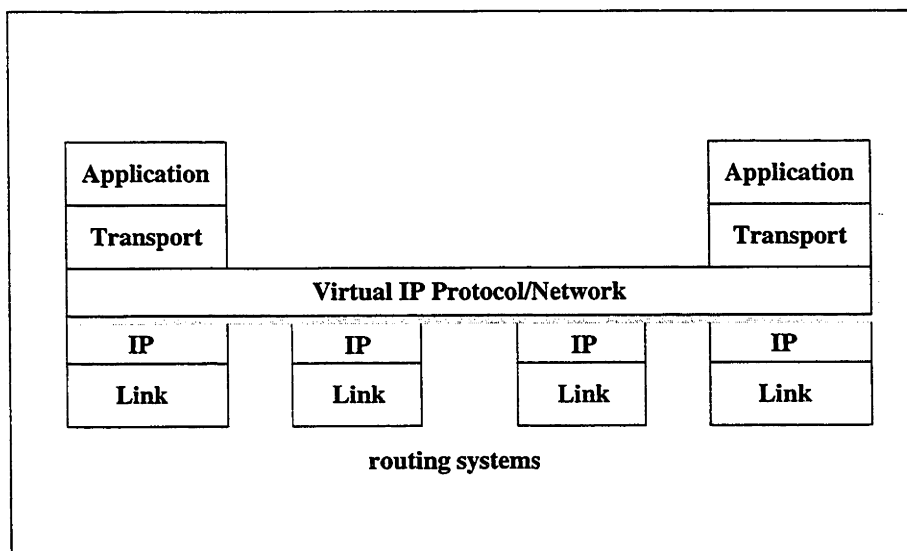 Application Application
Transport Transport
Virtual IP Protocol/Network
IP IP IP IP
Link Link Link Link
routing systems